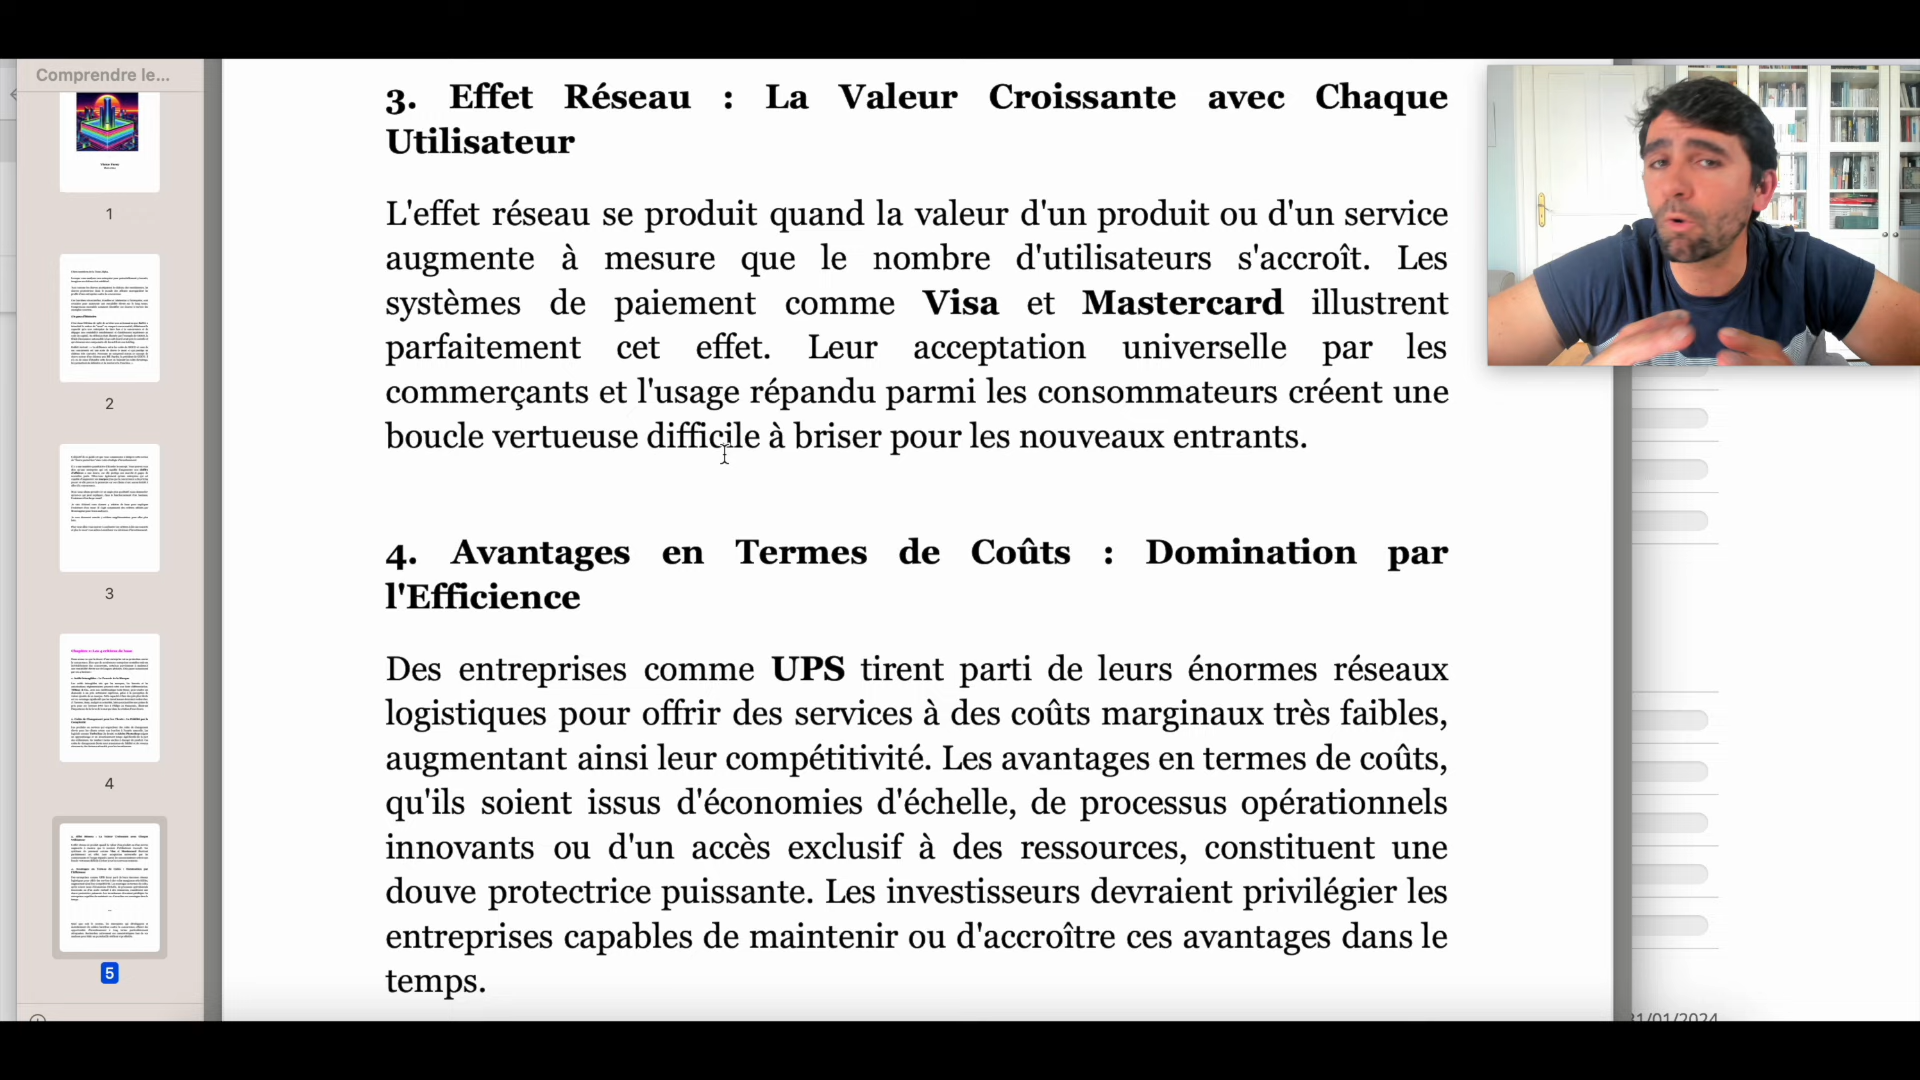 Comprendre le...
1
2
3
4
5
3. Effet Réseau : La Valeur Croissante avec Chaque
Utilisateur
L'effet réseau se produit quand la valeur d'un produit ou d'un service
augmente à mesure que le nombre d'utilisateurs s'accroît. Les
systèmes de paiement comme Visa et Mastercard illustrent
parfaitement cet effet. Leur acceptation universelle par les
commerçants et l'usage répandu parmi les consommateurs créent une
boucle vertueuse difficile à briser pour les nouveaux entrants.
4. Avantages en Termes de Coûts : Domination par
l'Efficience
Des entreprises comme UPS tirent parti de leurs énormes réseaux
logistiques pour offrir des services à des coûts marginaux très faibles,
augmentant ainsi leur compétitivité. Les avantages en termes de coûts,
qu'ils soient issus d'économies d'échelle, de processus opérationnels
innovants ou d'un accès exclusif à des ressources, constituent une
douve protectrice puissante. Les investisseurs devraient privilégier les
entreprises capables de maintenir ou d'accroître ces avantages dans le
temps.
31/01/2024